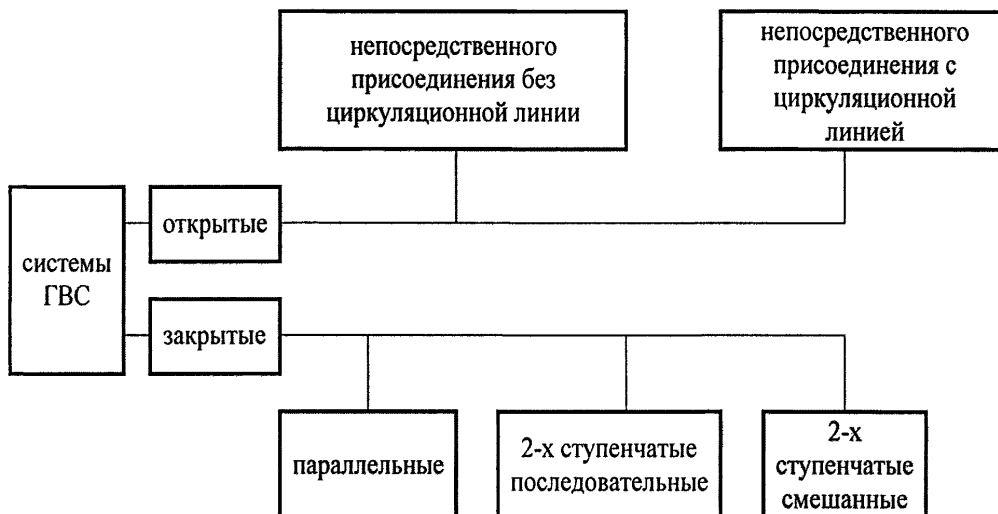 непосредственного
присоединения без
циркуляционной линии
непосредственного
присоединения с
циркуляционной
линией
системы
ГВС
открытые
закрытые
параллельные
2-х ступенчатые
последовательные
2-х
ступенчатые
смешанные